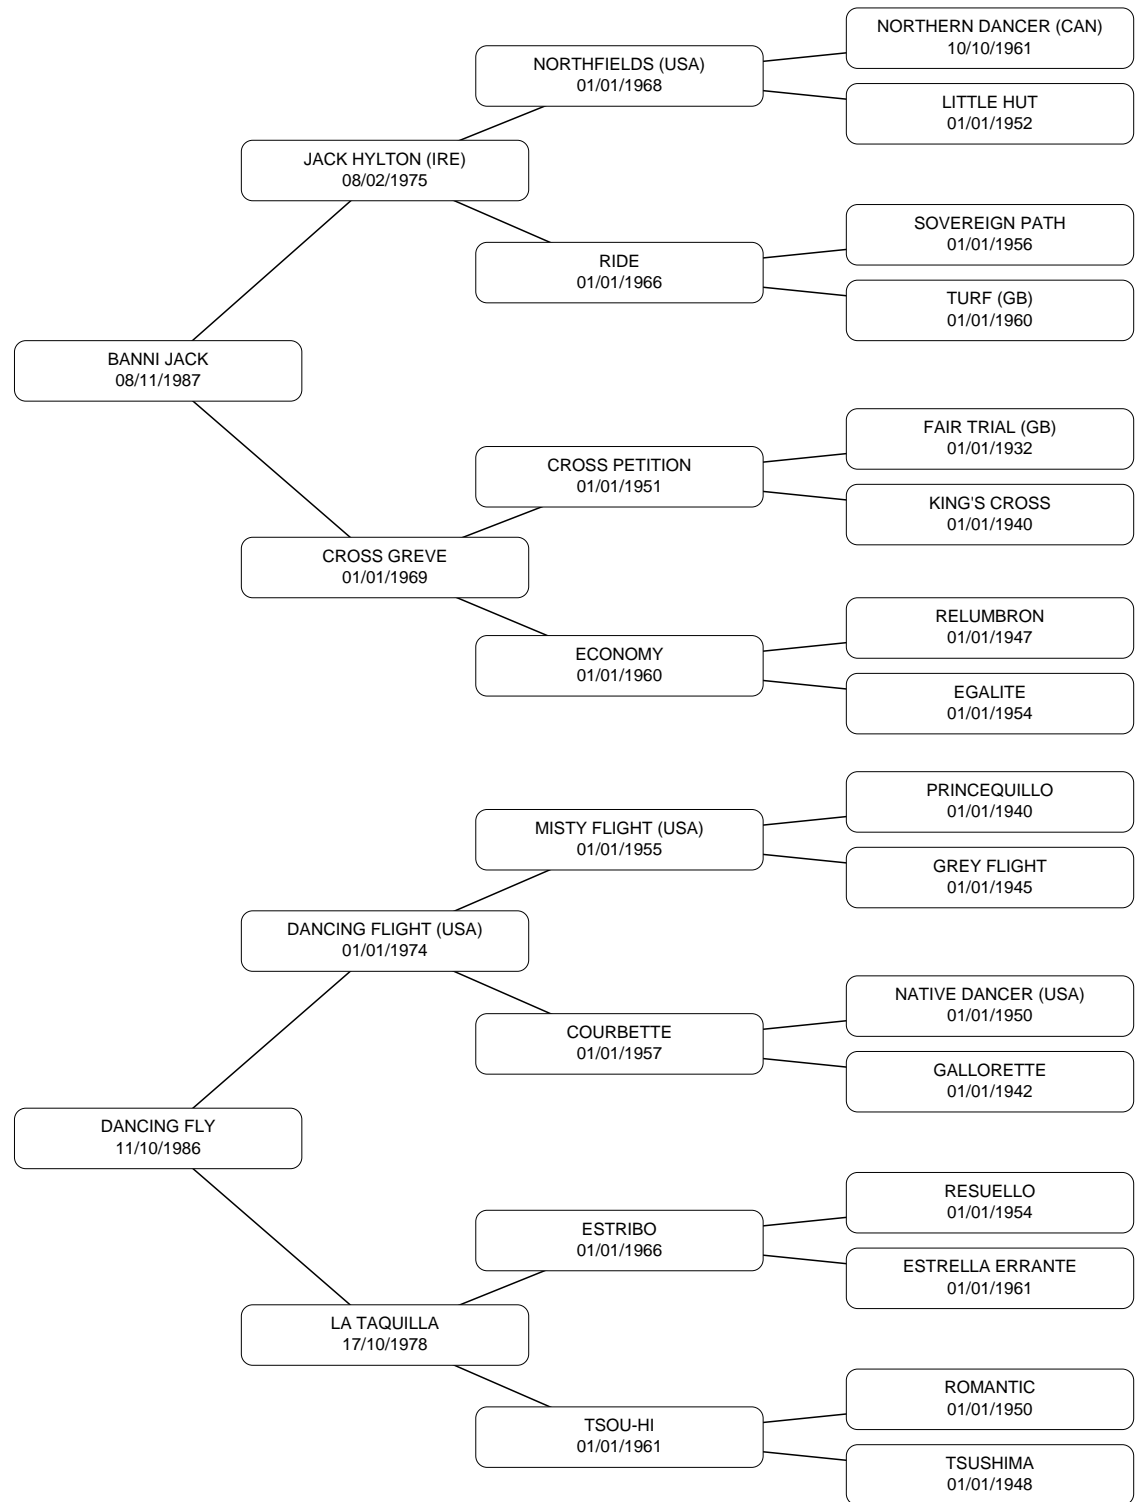 NORTHERN DANCER (CAN)
10/10/1961
NORTHFIELDS (USA)
01/01/1968
LITTLE HUT
01/01/1952
JACK HYLTON (IRE)
08/02/1975
SOVEREIGN PATH
01/01/1956
RIDE
01/01/1966
TURF (GB)
01/01/1960
BANNI JACK
08/11/1987
FAIR TRIAL (GB)
01/01/1932
CROSS PETITION
01/01/1951
KING'S CROSS
01/01/1940
CROSS GREVE
01/01/1969
RELUMBRON
01/01/1947
ECONOMY
01/01/1960
EGALITE
01/01/1954
PRINCEQUILLO
01/01/1940
MISTY FLIGHT (USA)
01/01/1955
GREY FLIGHT
01/01/1945
DANCING FLIGHT (USA)
01/01/1974
NATIVE DANCER (USA)
01/01/1950
COURBETTE
01/01/1957
GALLORETTE
01/01/1942
DANCING FLY
11/10/1986
RESUELLO
01/01/1954
ESTRIBO
01/01/1966
ESTRELLA ERRANTE
01/01/1961
LA TAQUILLA
17/10/1978
ROMANTIC
01/01/1950
TSOU-HI
01/01/1961
TSUSHIMA
01/01/1948